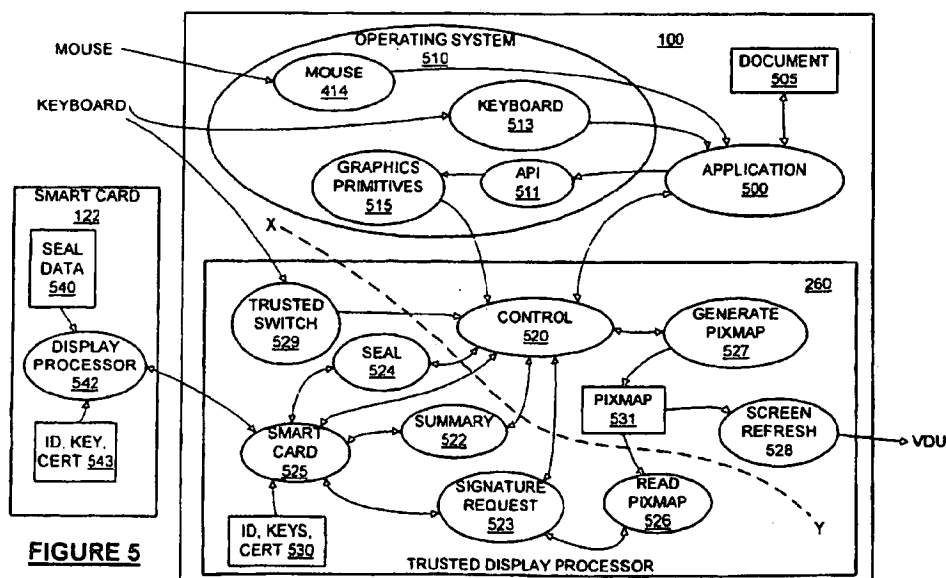 MOUSE
KEYBOARD
OPERATING SYSTEM
510
100
MOUSE
414
KEYBOARD
513
DOCUMENT
505
GRAPHICS
PRIMITIVES
515
API
511
APPLICATION
500
SMART CARD
122
SEAL
DATA
540
DISPLAY
PROCESSOR
542
ID, KEY,
CERT 543
X
260
TRUSTED
SWITCH
529
CONTROL
520
GENERATE
PIXMAP
527
SEAL
524
PIXMAP
531
SCREEN
REFRESH
528
VDU
SMART
CARD
525
SUMMARY
522
SIGNATURE
REQUEST
523
READ
PIXMAP
526
Y
ID, KEYS,
CERT 530
TRUSTED DISPLAY PROCESSOR
FIGURE 5